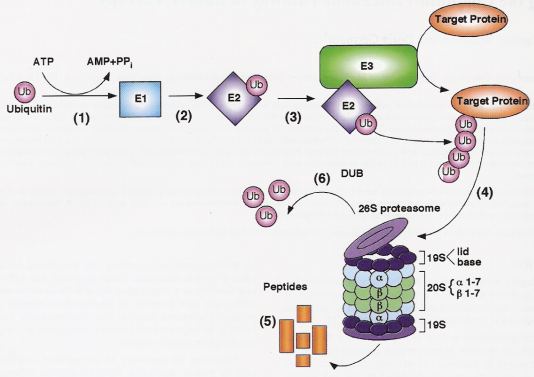 Target Protein
ATP
AMP+PPi
E3
Ub
Ubiquitin
E1
E2
Ub
E2
Ub
Target Protein
(1)
(2)
(3)
Ub
Ub
Ub
Ub
(4)
(6)
DUB
Ub
Ub
Ub
26S proteasome
19S
lid
base
α
β
β
α
20S
α 1-7
β 1-7
19S
Peptides
(5)